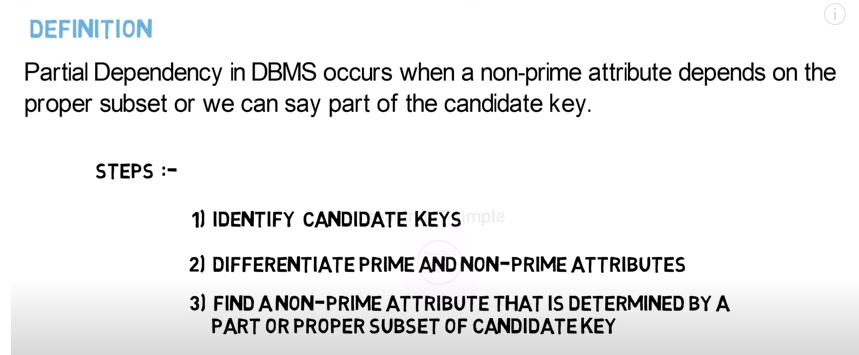 DEFINITION
Partial Dependency in DBMS occurs when a non-prime attribute depends on the
proper subset or we can say part of the candidate key.
STEPS :-
1) IDENTIFY CANDIDATE KEYS
2) DIFFERENTIATE PRIME AND NON-PRIME ATTRIBUTES
3) FIND A NON-PRIME ATTRIBUTE THAT IS DETERMINED BY A
PART OR PROPER SUBSET OF CANDIDATE KEY